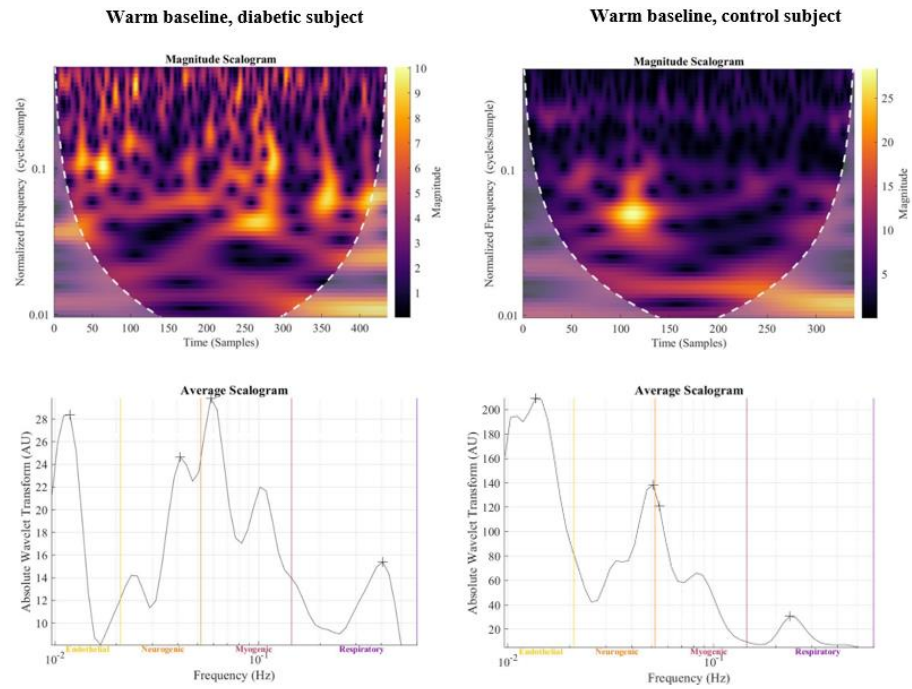 Warm baseline, diabetic subject
Warm baseline, control subject
Magnitude Scalogram
Normalized Frequency (cycles/sample)
0.1
0.01
0 50 100 150 200 250 300 350 400
Time (Samples)
10
9
8
7
6
5
4
3
2
1
Magnitude
Magnitude Scalogram
Normalized Frequency (cycles/sample)
0.1
0.01
0 50 100 150 200 250 300
Time (Samples)
25
20
15
10
5
Magnitude
Average Scalogram
Absolute Wavelet Transform (AU)
28
26
24
22
20
18
16
14
12
10
Endothelial Neurogenic Myogenic Respiratory
10-2 10-1
Frequency (Hz)
Average Scalogram
Absolute Wavelet Transform (AU)
200
180
160
140
120
100
80
60
40
20
Endothelial Neurogenic Myogenic Respiratory
10-2 10-1
Frequency (Hz)